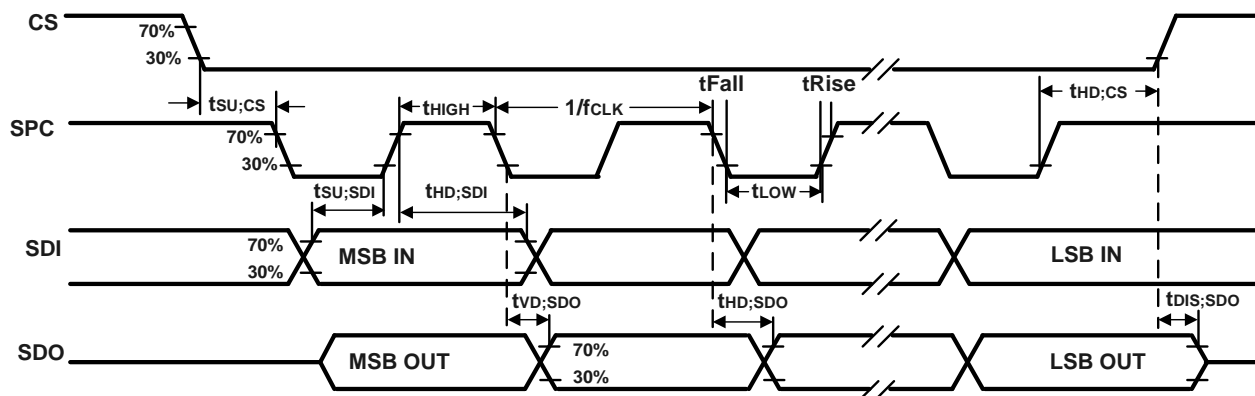 CS
70%
30%
tFall
tRise
tSU;CS
tHIGH
1/fCLK
tHD;CS
SPC
70%
30%
tSU;SDI
tHD;SDI
tLOW
SDI
70%
30%
MSB IN
LSB IN
tVD;SDO
tHD;SDO
tDIS;SDO
SDO
MSB OUT
70%
30%
LSB OUT